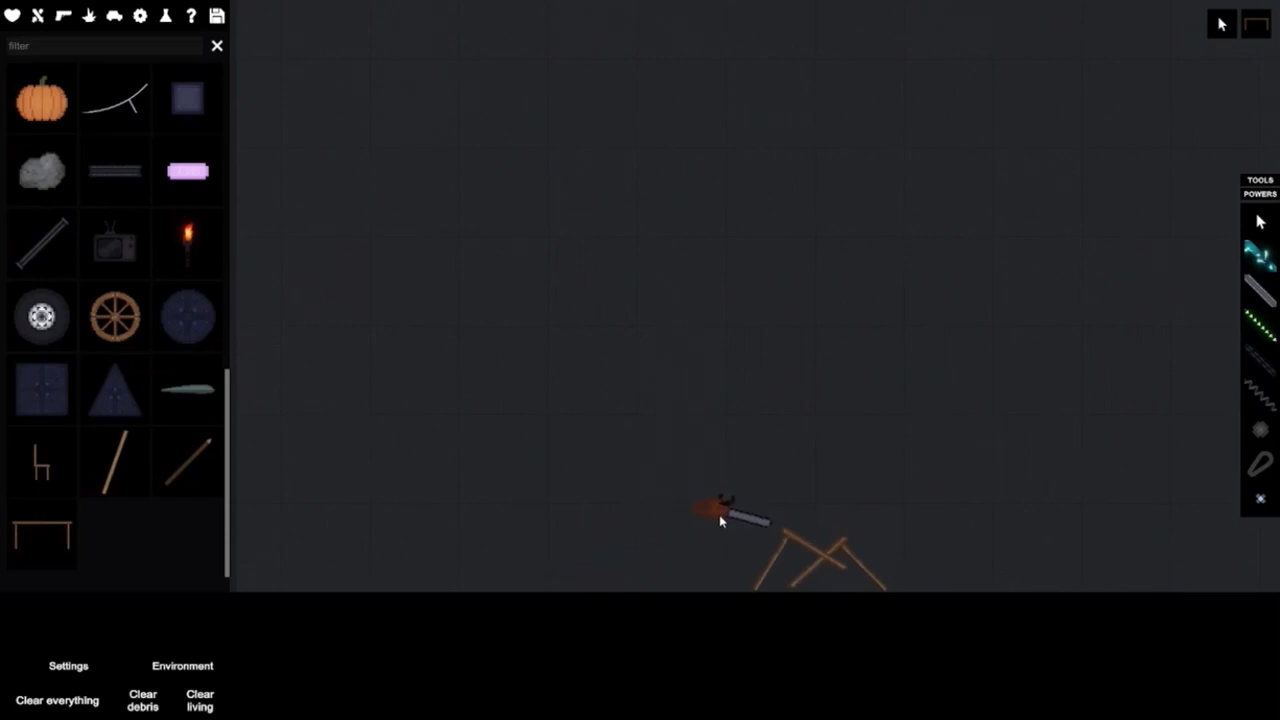 filter
TOOLS
POWERS
Settings
Environment
Clear everything
Clear
debris
Clear
living